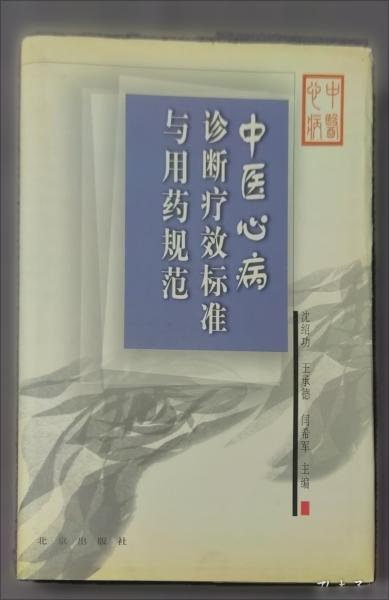 中医心病
诊断疗效标准
与用药规范
中醫
心病
沈绍功 王承德 闫希军 主编
北京出版社